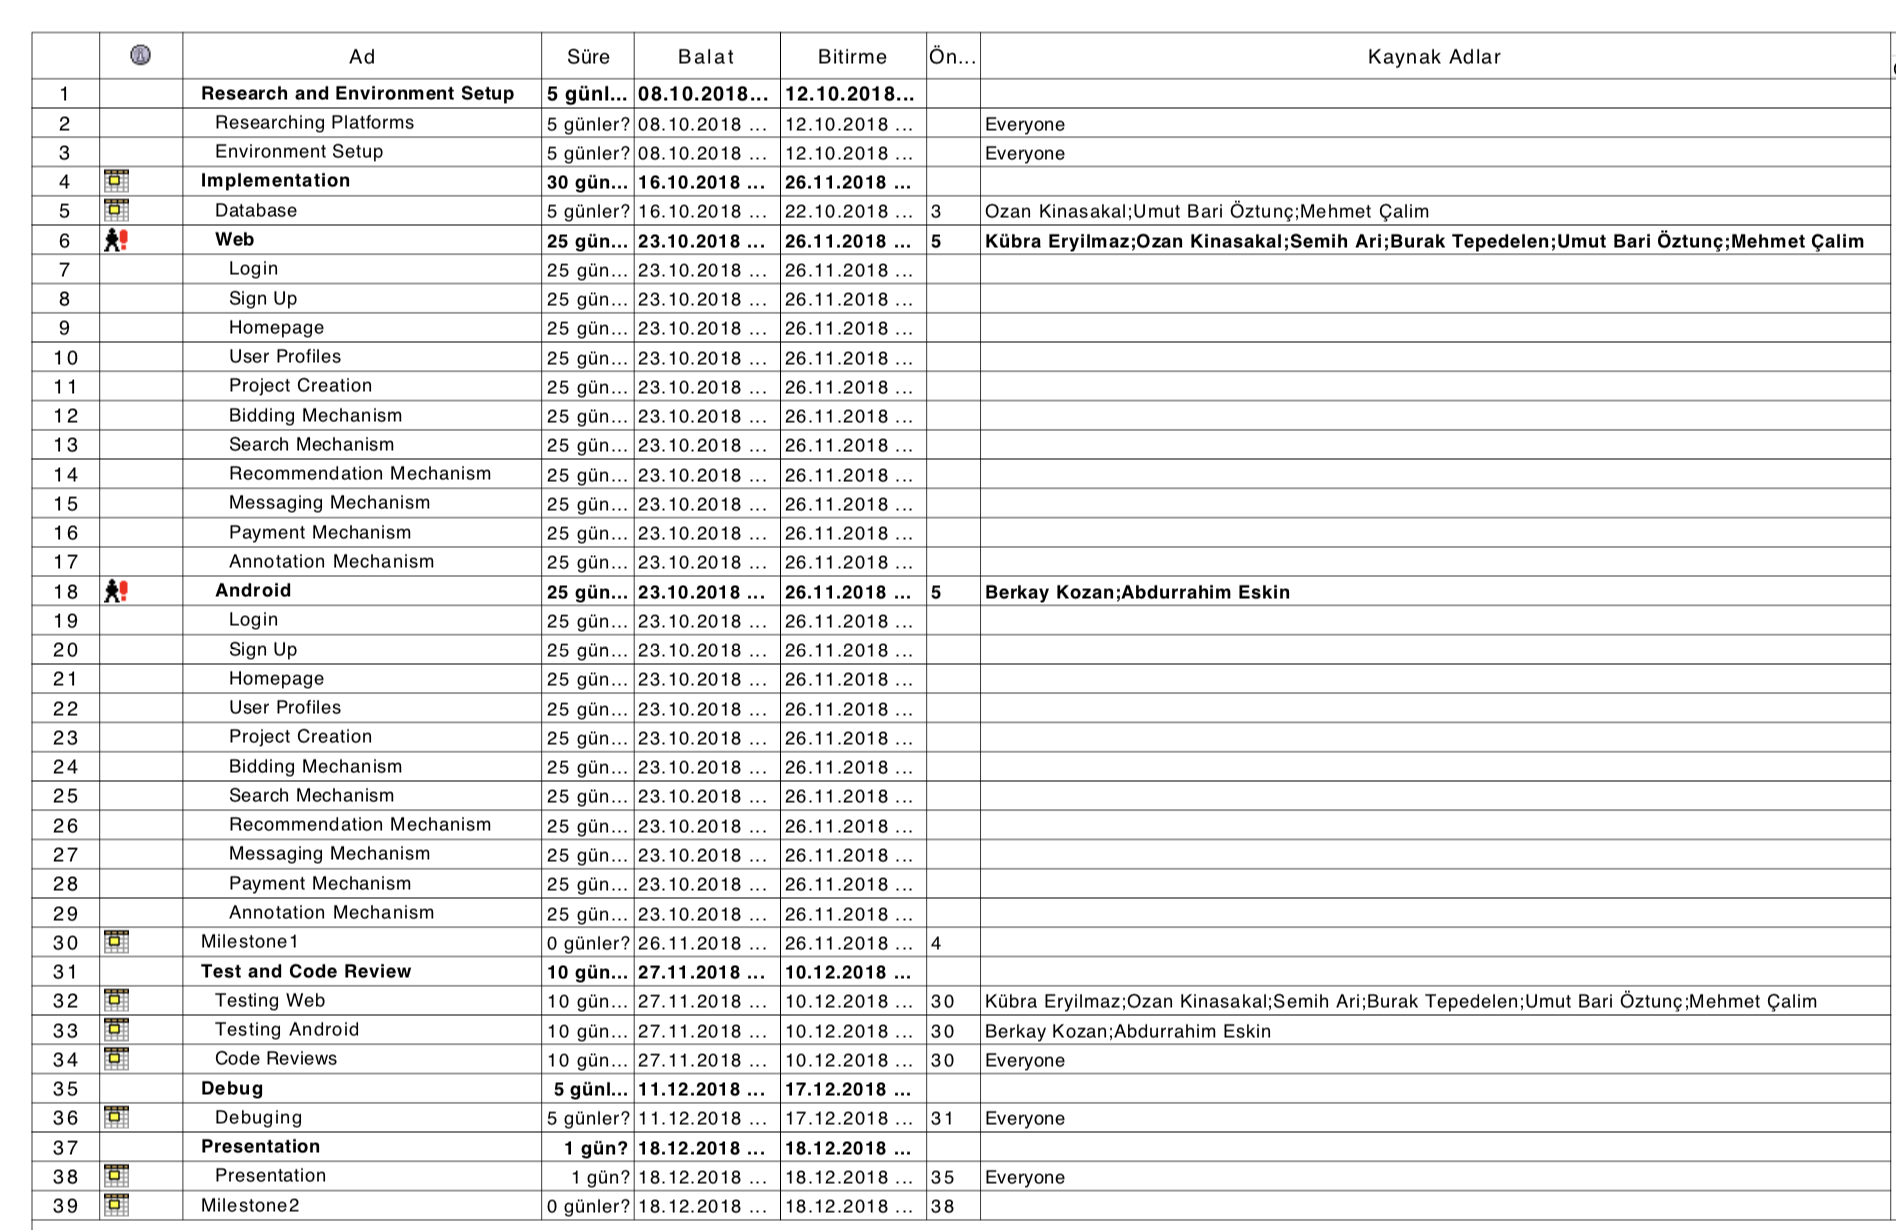 Ad Süre Balat Bitirme Ön... Kaynak Adlar
1 Research and Environment Setup 5 günl... 08.10.2018... 12.10.2018...
2 Researching Platforms 5 günler? 08.10.2018 ... 12.10.2018 ... Everyone
3 Environment Setup 5 günler? 08.10.2018 ... 12.10.2018 ... Everyone
4 Implementation 30 gün... 16.10.2018 ... 26.11.2018 ...
5 Database 5 günler? 16.10.2018 ... 22.10.2018 ... 3 Ozan Kinasakal;Umut Bari Öztunç;Mehmet Çalim
6 Web 25 gün... 23.10.2018 ... 26.11.2018 ... 5 Kübra Eryilmaz;Ozan Kinasakal;Semih Ari;Burak Tepedelen;Umut Bari Öztunç;Mehmet Çalim
7 Login 25 gün... 23.10.2018 ... 26.11.2018 ...
8 Sign Up 25 gün... 23.10.2018 ... 26.11.2018 ...
9 Homepage 25 gün... 23.10.2018 ... 26.11.2018 ...
10 User Profiles 25 gün... 23.10.2018 ... 26.11.2018 ...
11 Project Creation 25 gün... 23.10.2018 ... 26.11.2018 ...
12 Bidding Mechanism 25 gün... 23.10.2018 ... 26.11.2018 ...
13 Search Mechanism 25 gün... 23.10.2018 ... 26.11.2018 ...
14 Recommendation Mechanism 25 gün... 23.10.2018 ... 26.11.2018 ...
15 Messaging Mechanism 25 gün... 23.10.2018 ... 26.11.2018 ...
16 Payment Mechanism 25 gün... 23.10.2018 ... 26.11.2018 ...
17 Annotation Mechanism 25 gün... 23.10.2018 ... 26.11.2018 ...
18 Android 25 gün... 23.10.2018 ... 26.11.2018 ... 5 Berkay Kozan;Abdurrahim Eskin
19 Login 25 gün... 23.10.2018 ... 26.11.2018 ...
20 Sign Up 25 gün... 23.10.2018 ... 26.11.2018 ...
21 Homepage 25 gün... 23.10.2018 ... 26.11.2018 ...
22 User Profiles 25 gün... 23.10.2018 ... 26.11.2018 ...
23 Project Creation 25 gün... 23.10.2018 ... 26.11.2018 ...
24 Bidding Mechanism 25 gün... 23.10.2018 ... 26.11.2018 ...
25 Search Mechanism 25 gün... 23.10.2018 ... 26.11.2018 ...
26 Recommendation Mechanism 25 gün... 23.10.2018 ... 26.11.2018 ...
27 Messaging Mechanism 25 gün... 23.10.2018 ... 26.11.2018 ...
28 Payment Mechanism 25 gün... 23.10.2018 ... 26.11.2018 ...
29 Annotation Mechanism 25 gün... 23.10.2018 ... 26.11.2018 ...
30 Milestone1 0 günler? 26.11.2018 ... 26.11.2018 ... 4
31 Test and Code Review 10 gün... 27.11.2018 ... 10.12.2018 ...
32 Testing Web 10 gün... 27.11.2018 ... 10.12.2018 ... 30 Kübra Eryilmaz;Ozan Kinasakal;Semih Ari;Burak Tepedelen;Umut Bari Öztunç;Mehmet Çalim
33 Testing Android 10 gün... 27.11.2018 ... 10.12.2018 ... 30 Berkay Kozan;Abdurrahim Eskin
34 Code Reviews 10 gün... 27.11.2018 ... 10.12.2018 ... 30 Everyone
35 Debug 5 günl... 11.12.2018 ... 17.12.2018 ...
36 Debuging 5 günler? 11.12.2018 ... 17.12.2018 ... 31 Everyone
37 Presentation 1 gün? 18.12.2018 ... 18.12.2018 ...
38 Presentation 1 gün? 18.12.2018 ... 18.12.2018 ... 35 Everyone
39 Milestone2 0 günler? 18.12.2018 ... 18.12.2018 ... 38